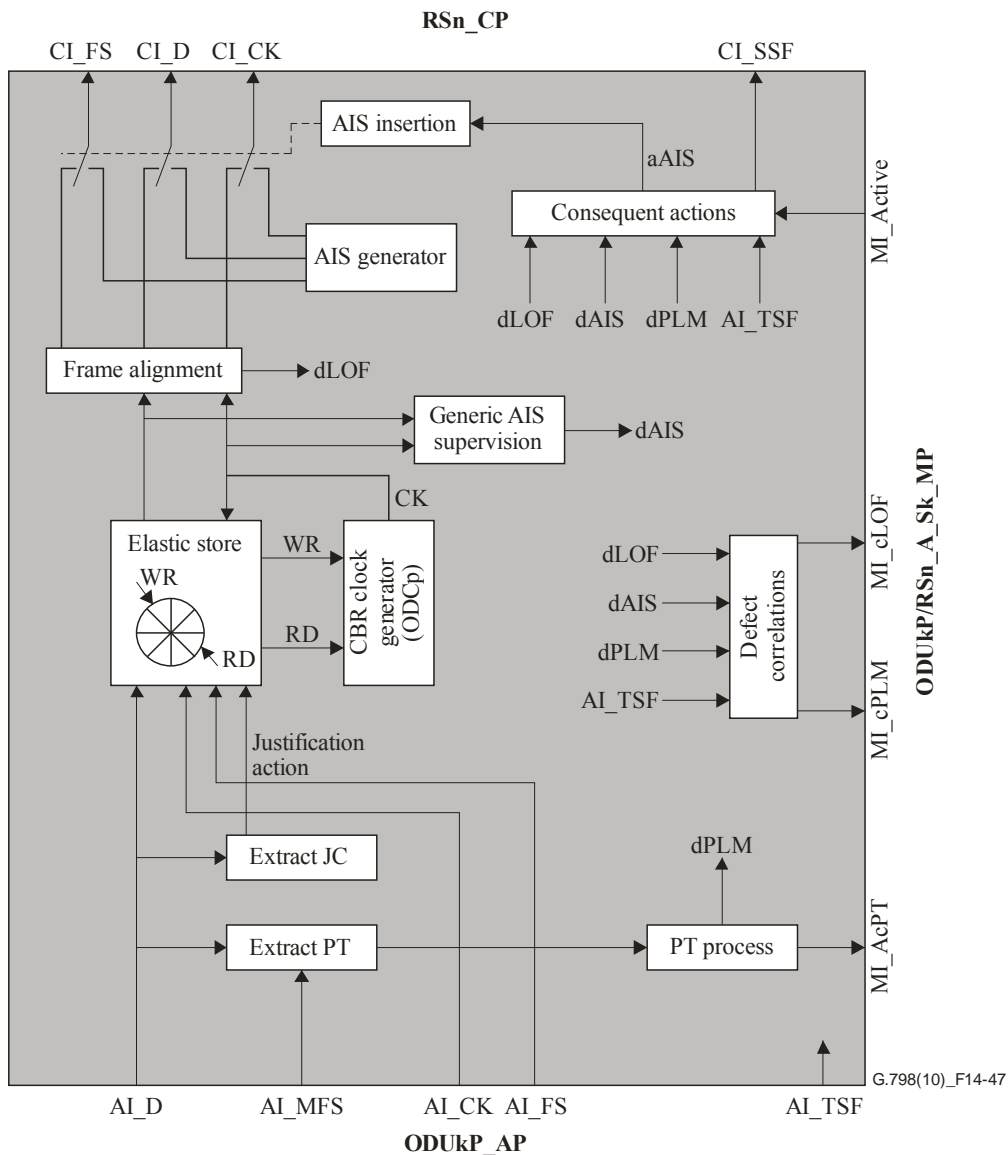 RSn_CP
CI_FS
CI_D
CI_CK
CI_SSF
AIS insertion
aAIS
MI_Active
Consequent actions
AIS generator
dLOF
dAIS
dPLM
AI_TSF
Frame alignment
dLOF
Generic AIS
supervision
dAIS
CK
Elastic store
WR
WR
RD
RD
CBR clock
generator
(ODCp)
dLOF
dAIS
dPLM
AI_TSF
Defect
correlations
MI_cLOF
MI_cPLM
ODUkP/RSn_A_Sk_MP
Justification
action
Extract JC
dPLM
Extract PT
PT process
MI_AcPT
G.798(10)_F14-47
AI_D
AI_MFS
AI_CK
AI_FS
AI_TSF
ODUkP_AP